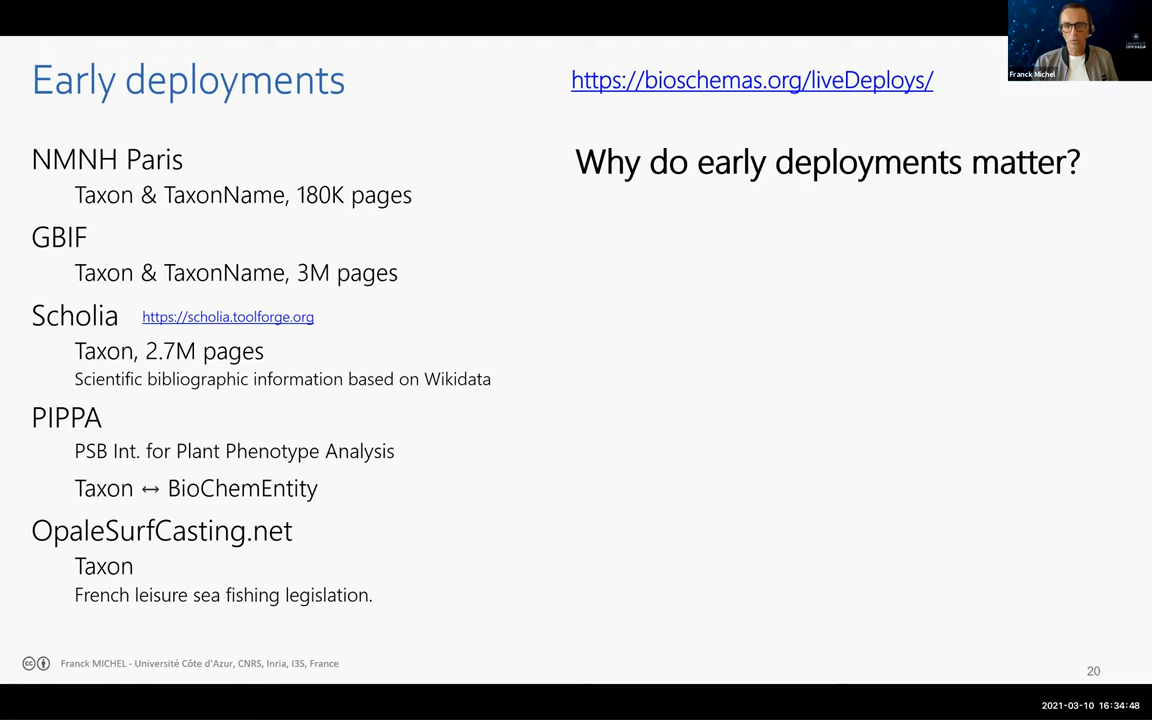 Early deployments
https://bioschemas.org/liveDeploys/
Franck Michel
NMNH Paris
Taxon & TaxonName, 180K pages
GBIF
Taxon & TaxonName, 3M pages
Scholia https://scholia.toolforge.org
Taxon, 2.7M pages
Scientific bibliographic information based on Wikidata
PIPPA
PSB Int. for Plant Phenotype Analysis
Taxon ↔ BioChemEntity
OpaleSurfCasting.net
Taxon
French leisure sea fishing legislation.
Why do early deployments matter?
cc Franck MICHEL - Université Côte d'Azur, CNRS, Inria, I3S, France
20
2021-03-10 16:34:48